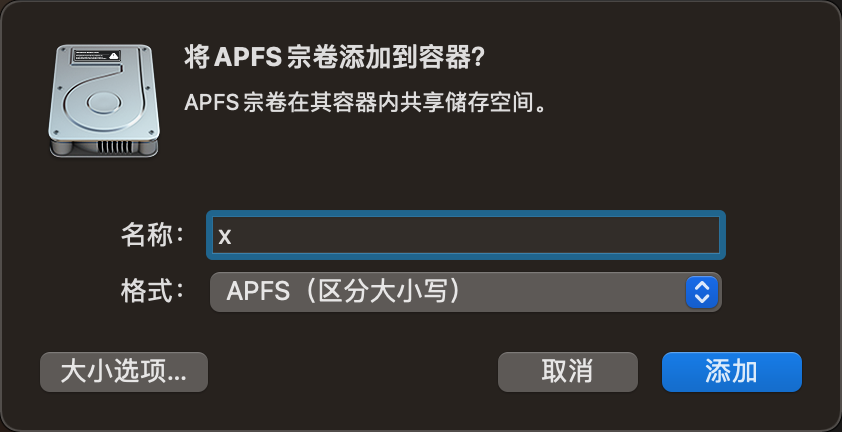 将 APFS 宗卷添加到容器?
APFS 宗卷在其容器内共享储存空间。
名称： x
格式： APFS（区分大小写）
大小选项... 取消 添加